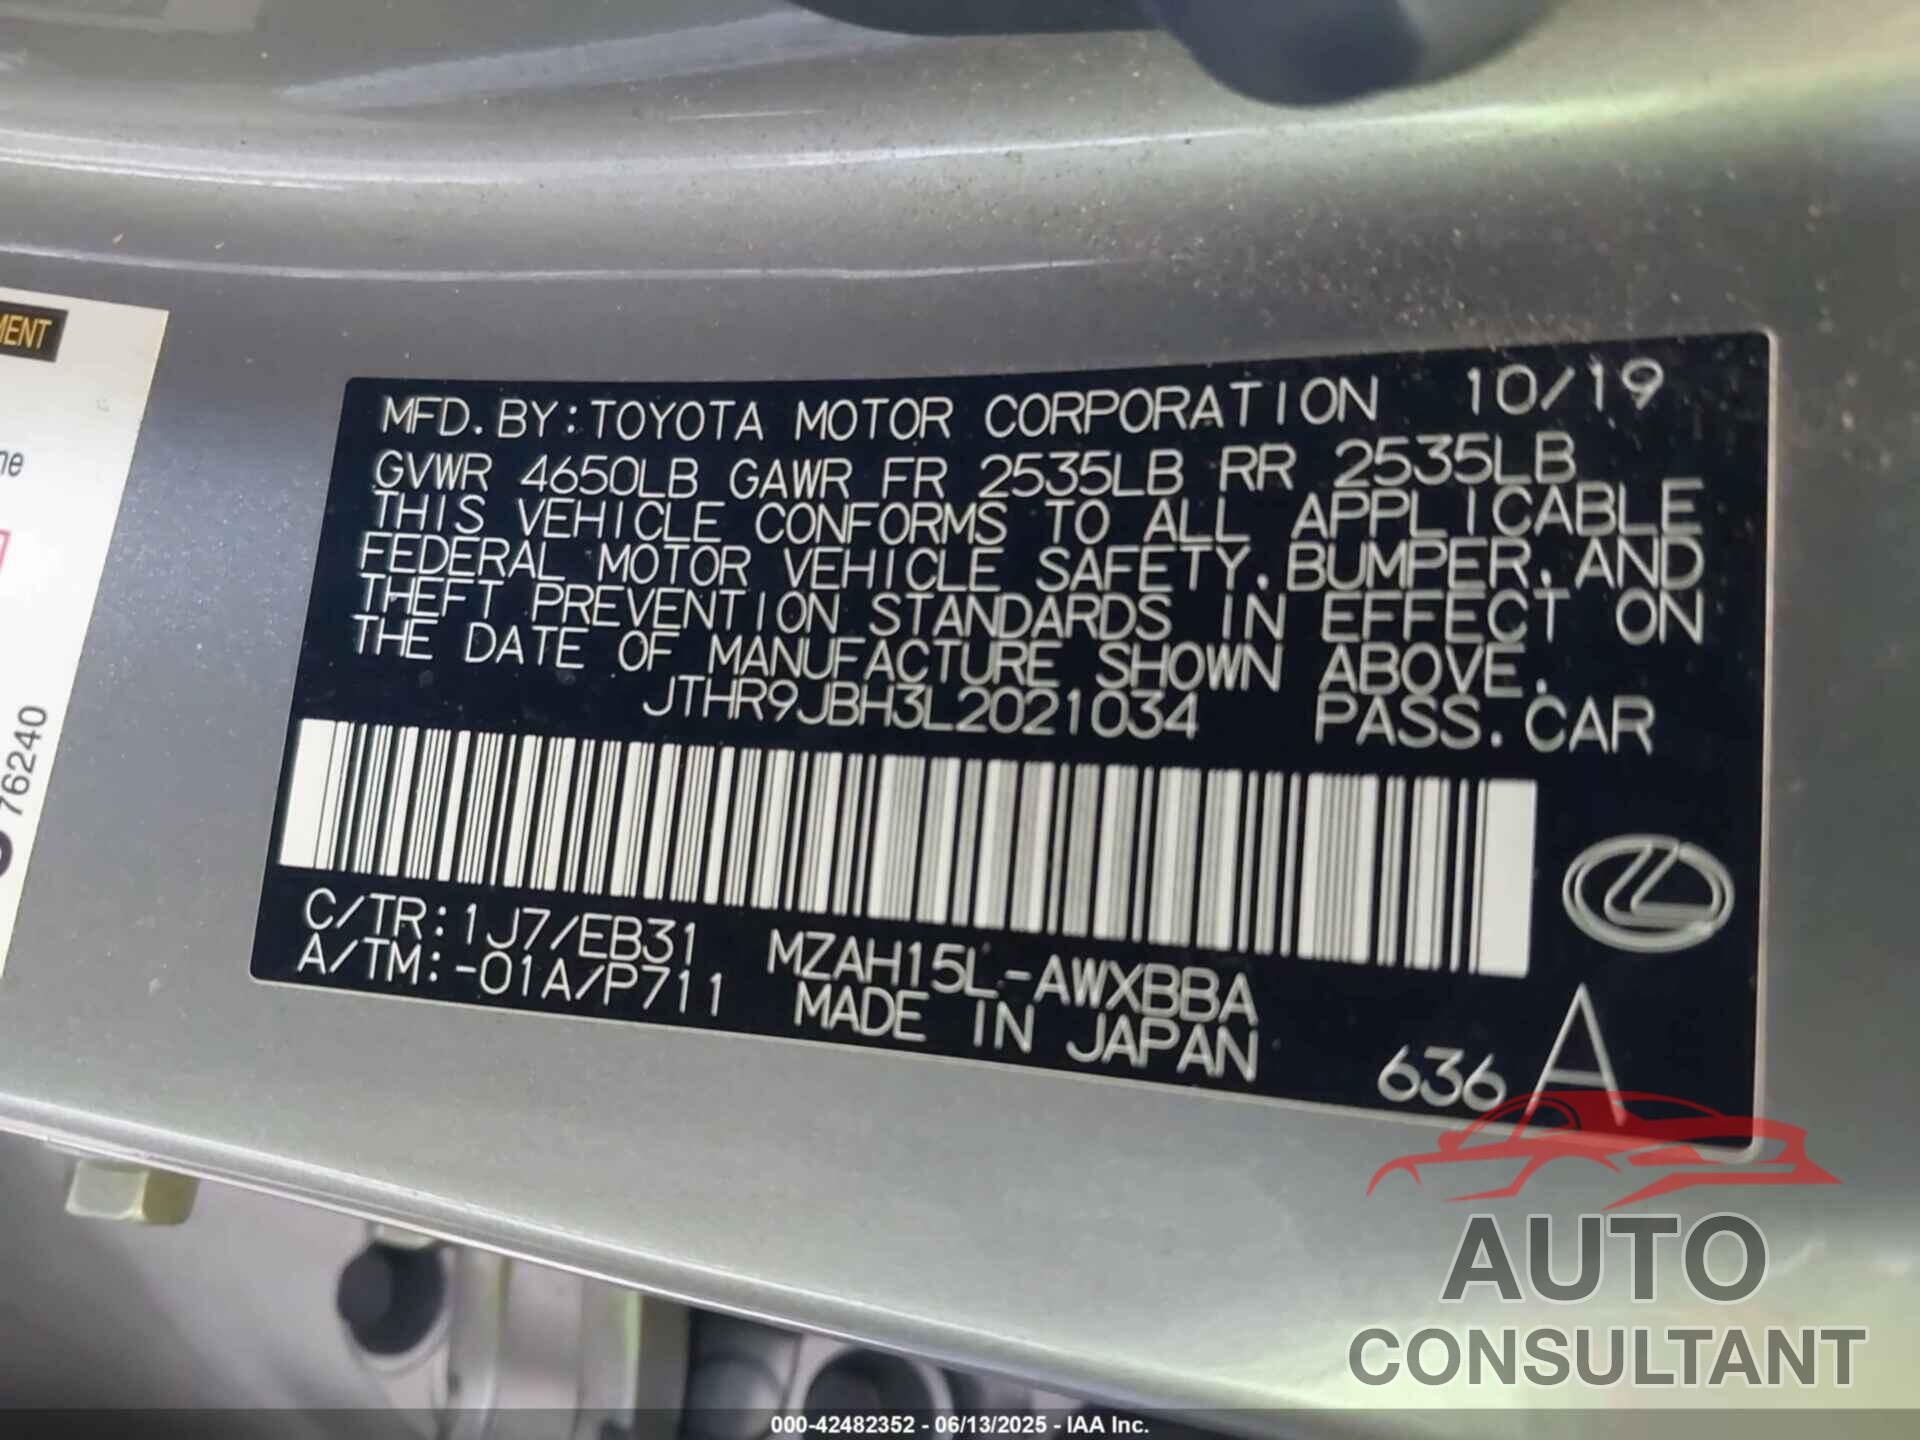 MENT
ne
76240
MFD. BY: TOYOTA MOTOR CORPORATION 10/19
GVWR 4650LB GAWR FR 2535LB RR 2535LB
THIS VEHICLE CONFORMS TO ALL APPLICABLE
FEDERAL MOTOR VEHICLE SAFETY, BUMPER, AND
THEFT PREVENTION STANDARDS IN EFFECT ON
THE DATE OF MANUFACTURE SHOWN ABOVE.
JTHR9JBH3L2021034 PASS. CAR
C/TR: 1J7/EB31 MZAH15L-AWXBBA
A/TM: -01A/P711 MADE IN JAPAN
636 A
AUTO
CONSULTANT
000-42482352 - 06/13/2025 - IAA Inc.